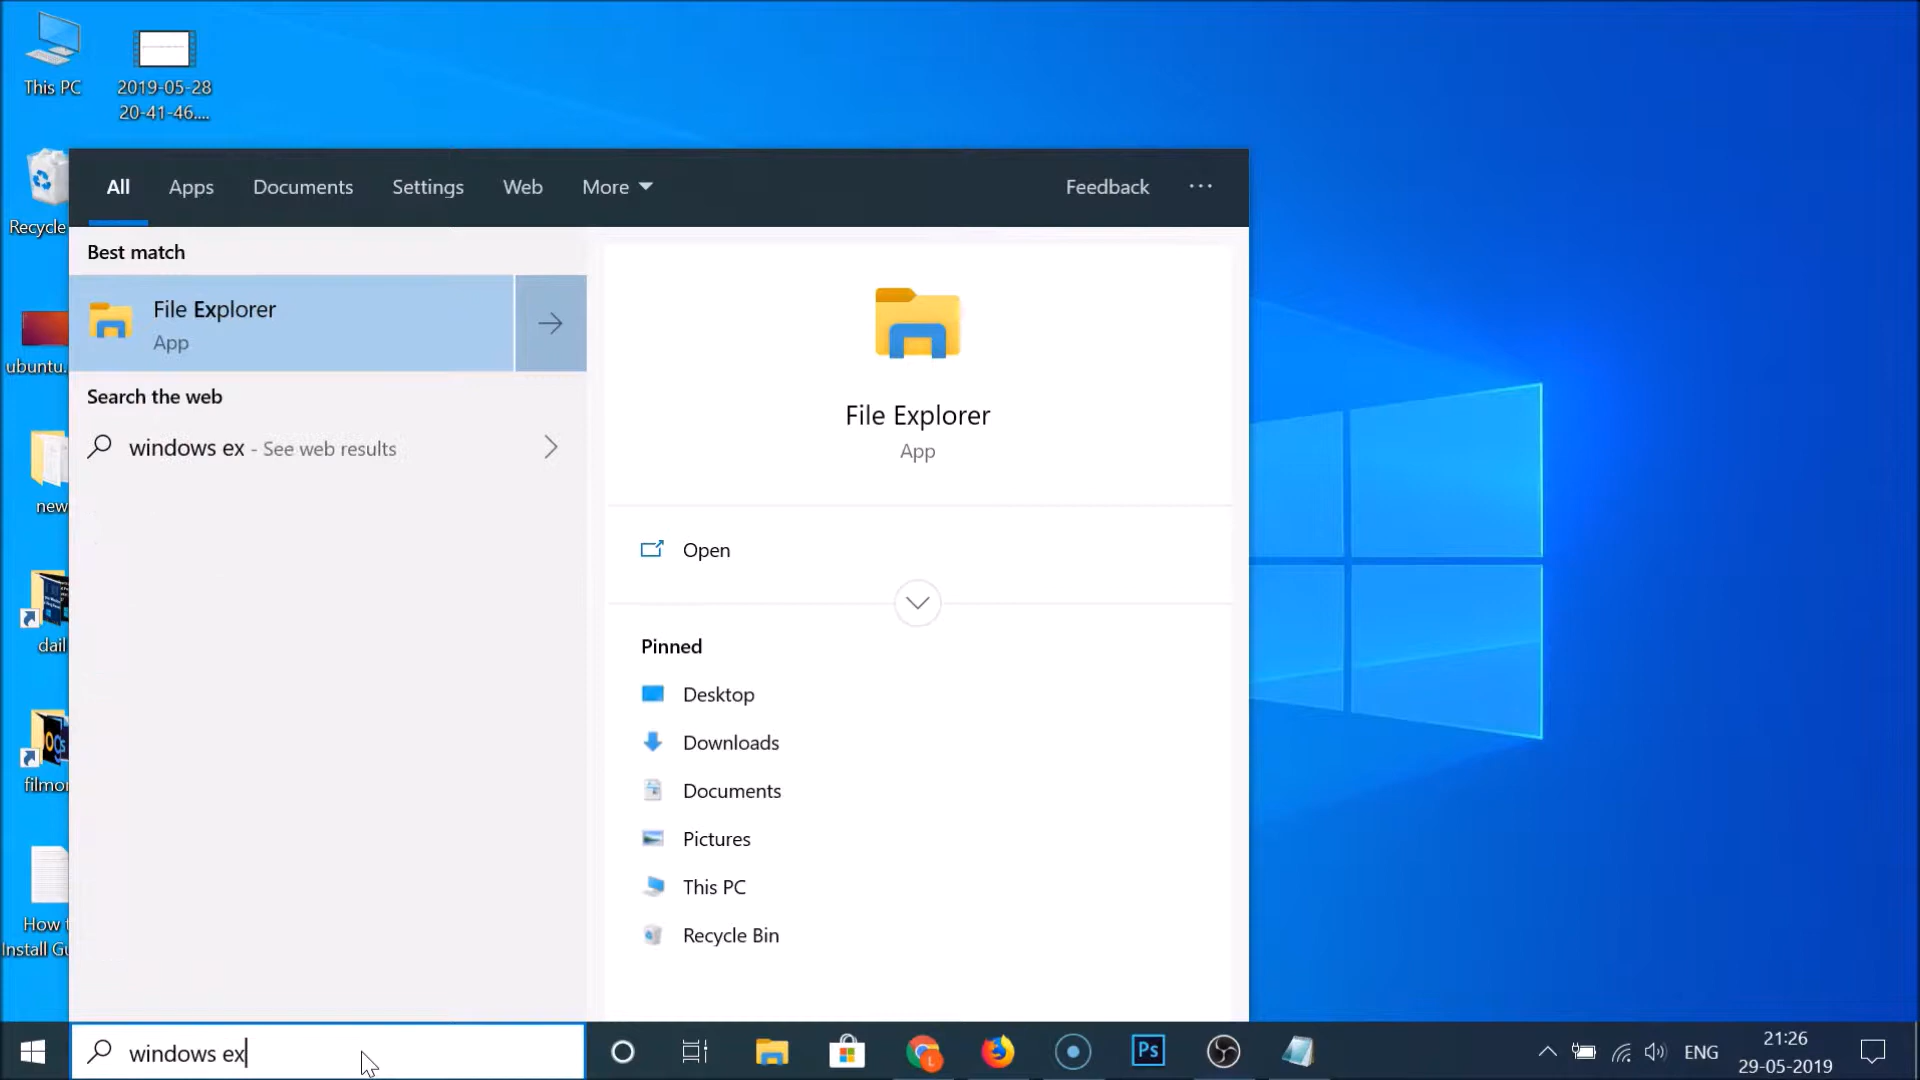 This PC
2019-05-28
20-41-46....
Recycle
ubuntu.
new
dail
filmor
How t
Install Gu
All
Apps
Documents
Settings
Web
More
Feedback
...
Best match
File Explorer
App
Search the web
windows ex - See web results
File Explorer
App
Open
Pinned
Desktop
Downloads
Documents
Pictures
This PC
Recycle Bin
windows ex
Ps
ENG
21:26
29-05-2019